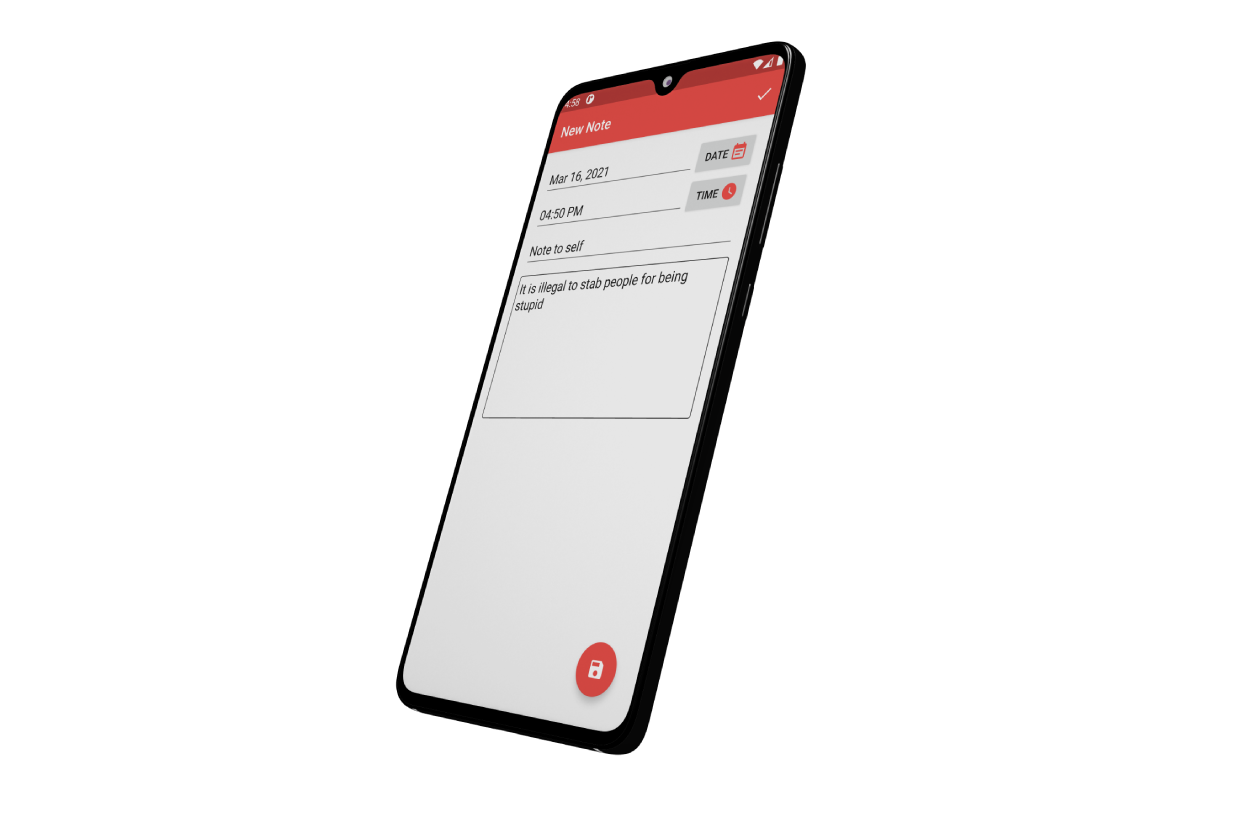 4:58
New Note
Mar 16, 2021
DATE
04:50 PM
TIME
Note to self
It is illegal to stab people for being
stupid